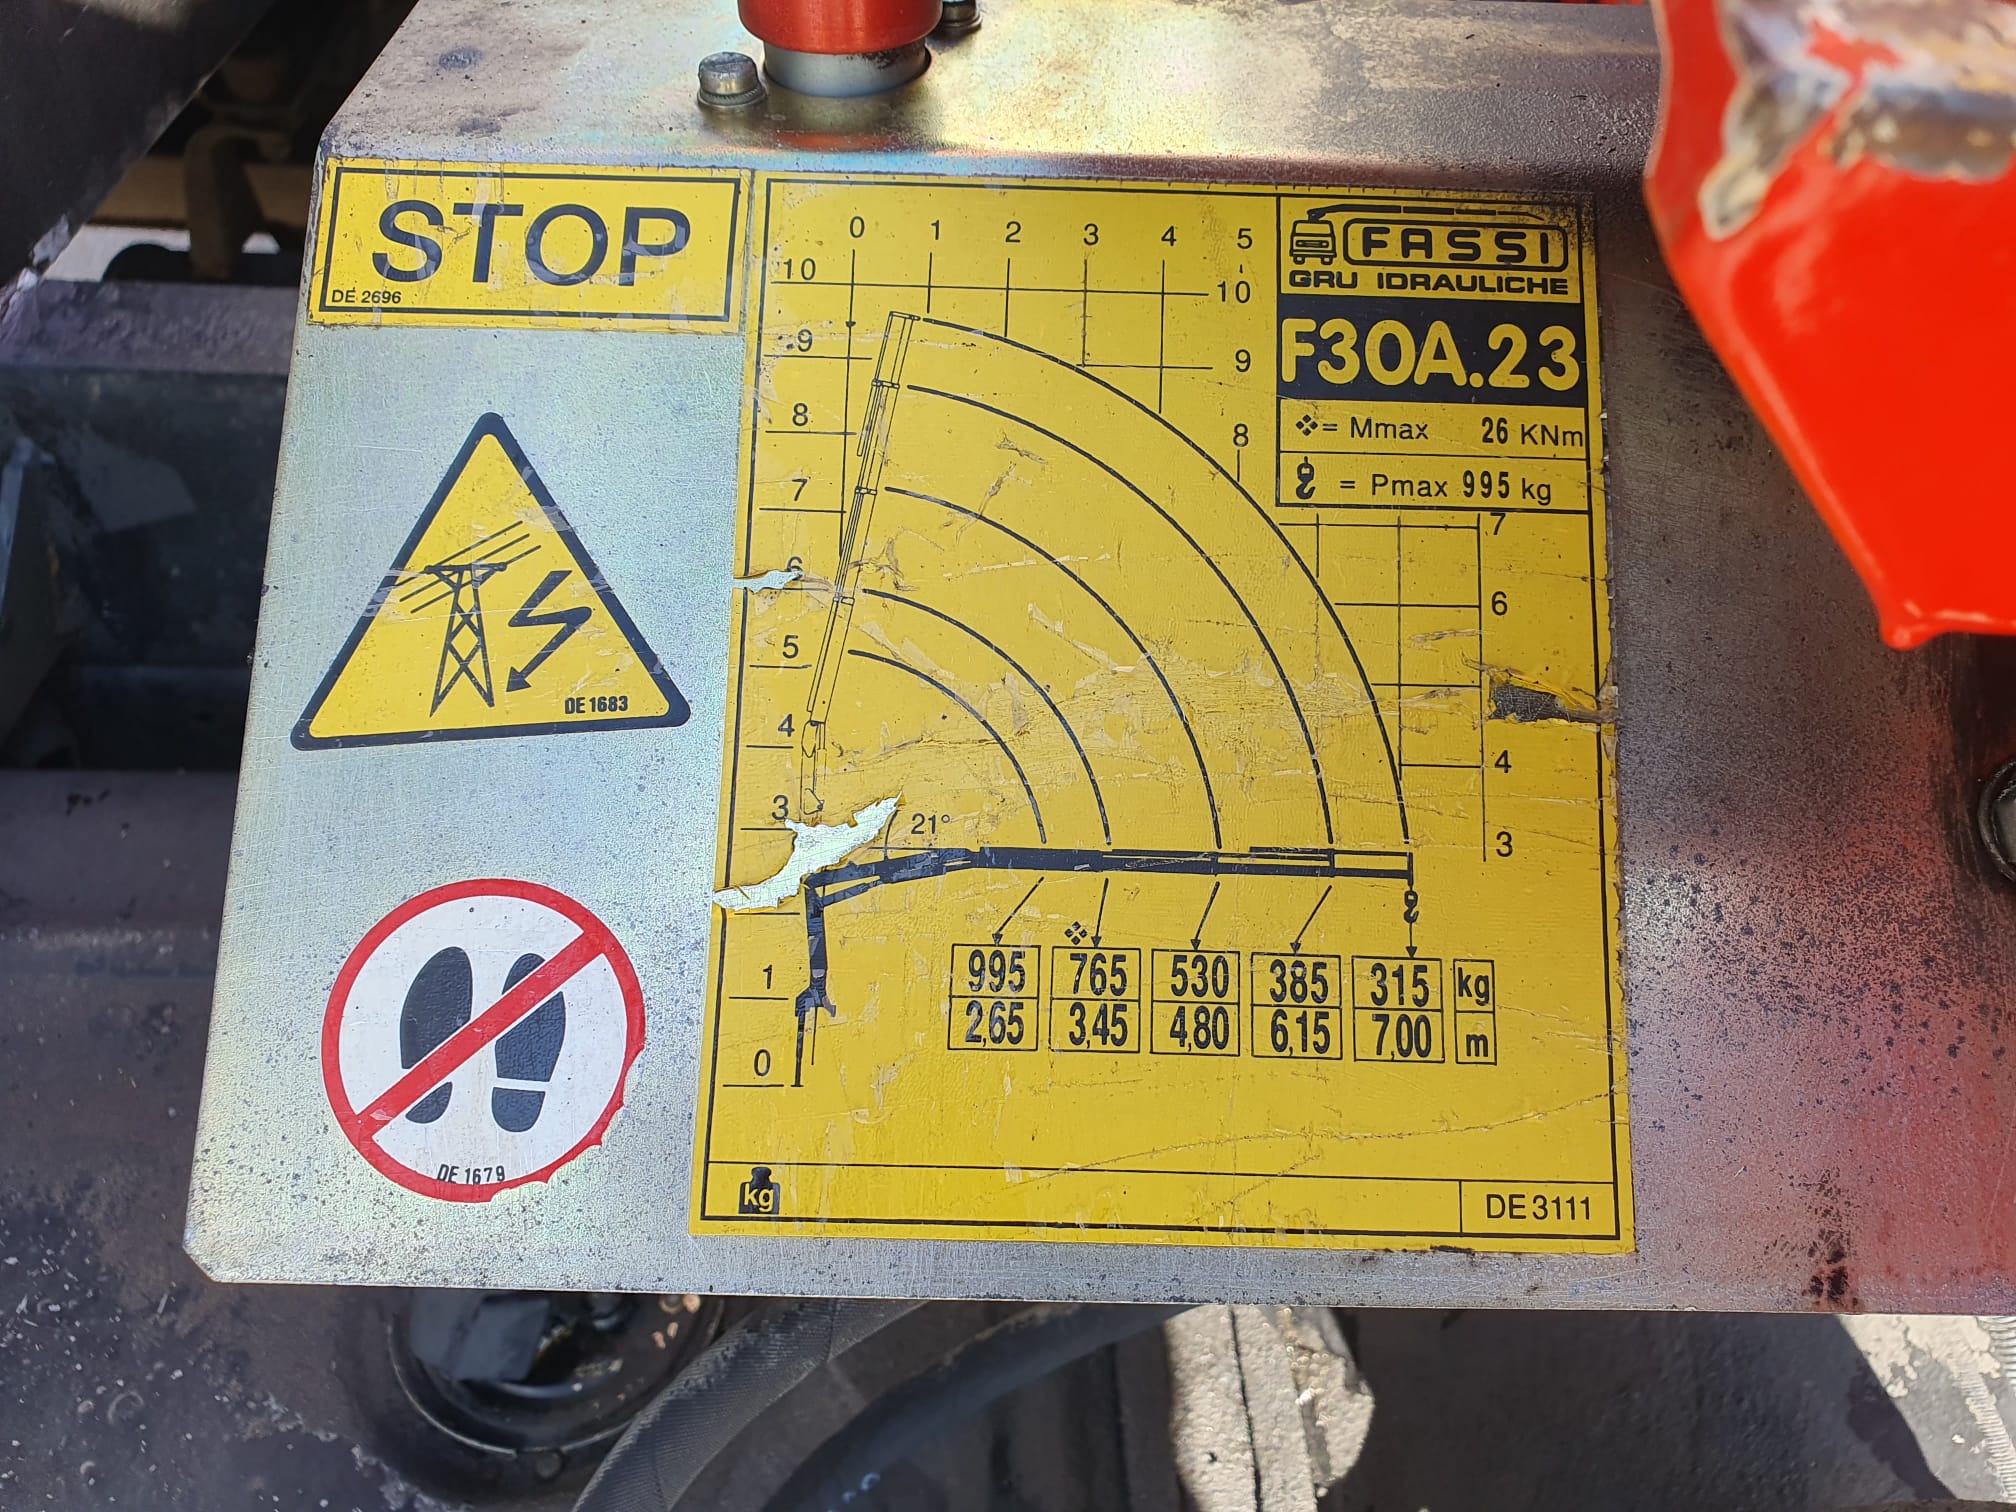 STOP
DE 2696
DE 1683
DE 1679
0 1 2 3 4 5
10
10
9
9
8
8
7
7
6
6
5
4
4
3
3
1
0
21°
FASSI
GRU IDRAULICHE
F30A.23
= Mmax 26 KNm
= Pmax 995 kg
995 765 530 385 315 kg
2,65 3,45 4,80 6,15 7,00 m
kg
DE 3111